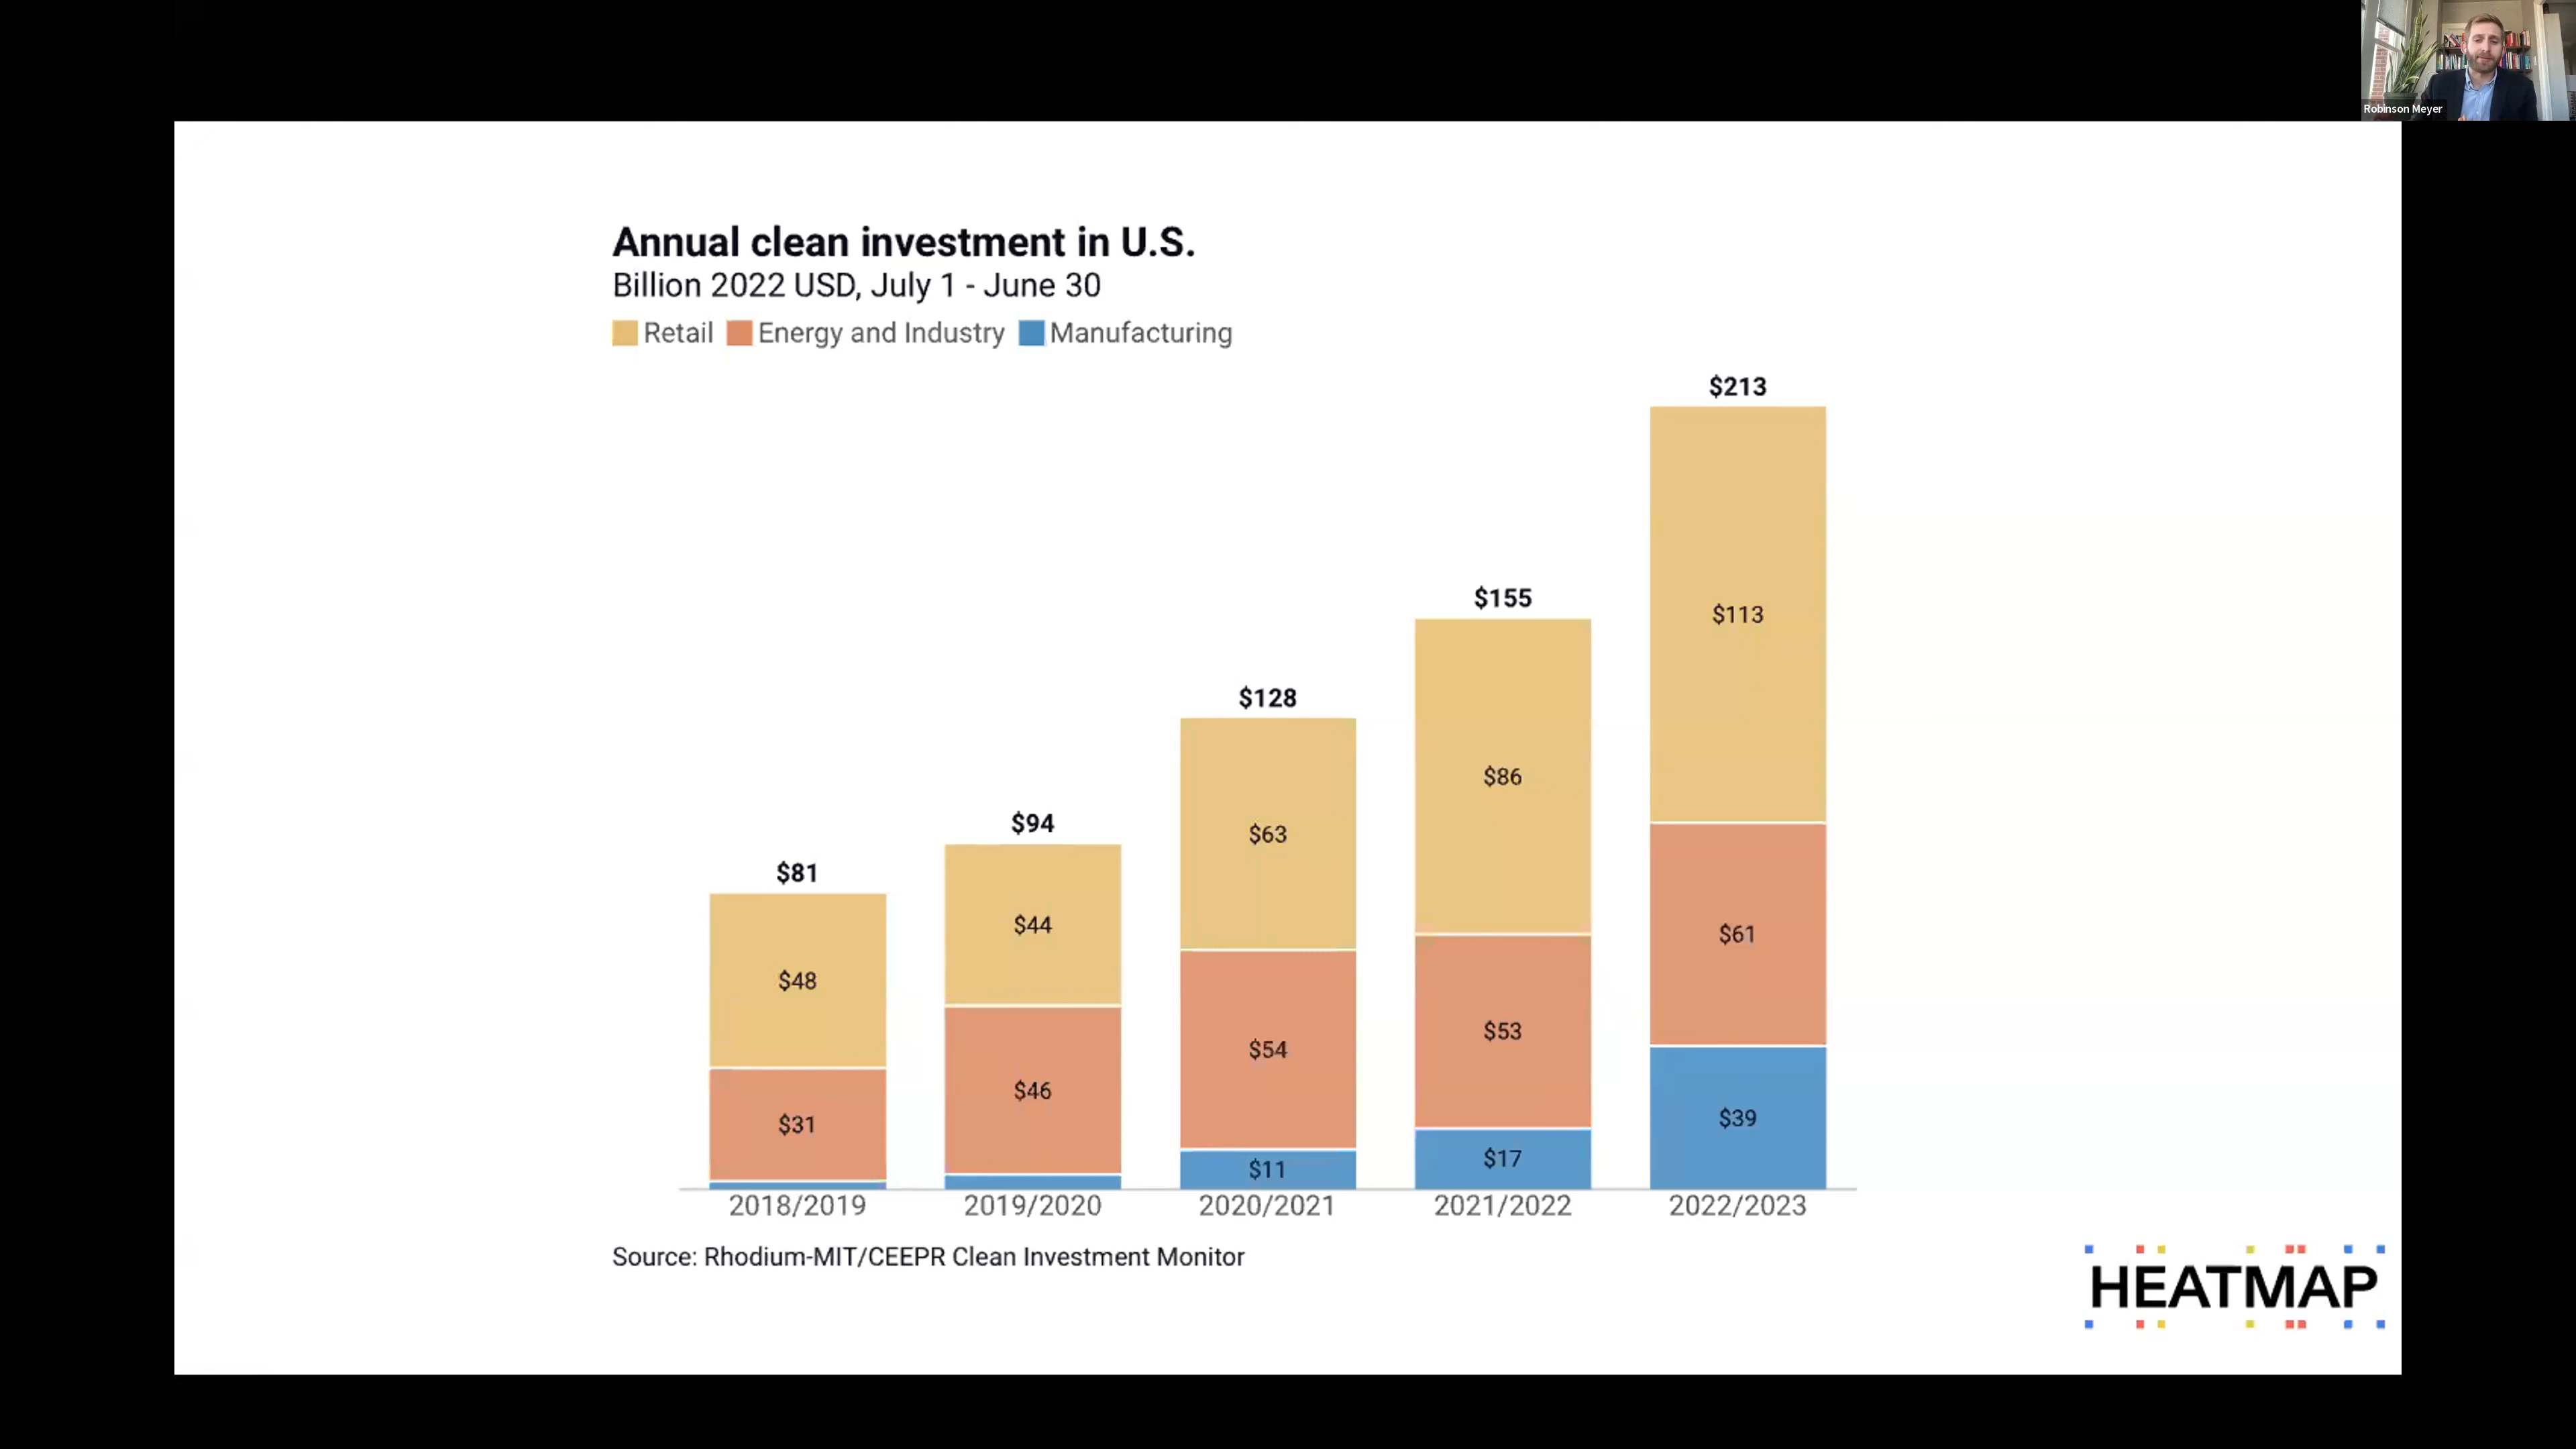 Robinson Meyer
Annual clean investment in U.S.
Billion 2022 USD, July 1 - June 30
Retail Energy and Industry Manufacturing
$213
$113
$155
$61
$86
$128
$39
$53
$63
$94
$17
$54
$44
$81
$11
$46
$48
$31
2018/2019 2019/2020 2020/2021 2021/2022 2022/2023
Source: Rhodium-MIT/CEEPR Clean Investment Monitor
HEATMAP